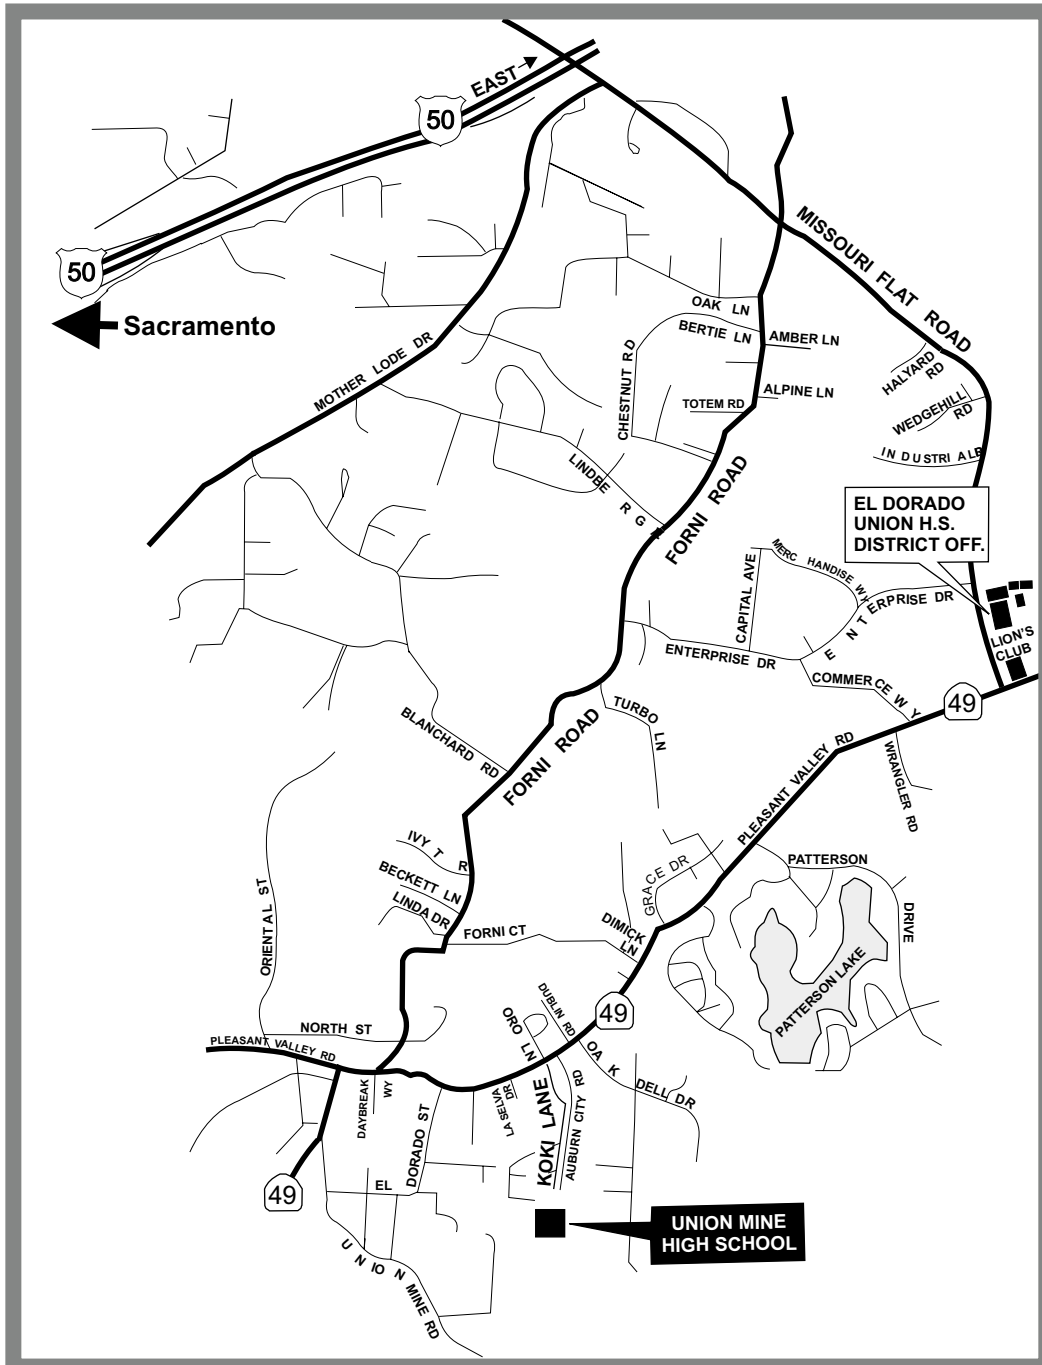 EAST
50
50
Sacramento
MISSOURI FLAT ROAD
MOTHER LODE DR
OAK LN
BERTIE LN
AMBER LN
CHESTNUT RD
HALYARD
RD
ALPINE LN
TOTEM RD
WEDGEHILL
RD
INDUSTRIAL
LINDBERG
FORNI ROAD
EL DORADO
UNION H.S.
DISTRICT OFF.
MERCHANDISE WY
CAPITAL AVE
ENTERPRISE DR
LION'S
CLUB
ENTERPRISE DR
COMMERCE WY
49
TURBO LN
BLANCHARD RD
FORNI ROAD
PLEASANT VALLEY RD
WRANGLER RD
IVY T R
BECKETT LN
LINDA DR
FORNI CT
GRACE DR
DIMICK
LN
PATTERSON
DRIVE
PATTERSON LAKE
ORIENTAL ST
49
DUBLIN RD
ORO LN
NORTH ST
PLEASANT VALLEY RD
OAK
DELL DR
DAYBREAK
WY
LA SELVA
DR
KOKI LANE
AUBURN CITY RD
EL
DORADO ST
49
UNION MINE
HIGH SCHOOL
UNION MINE RD